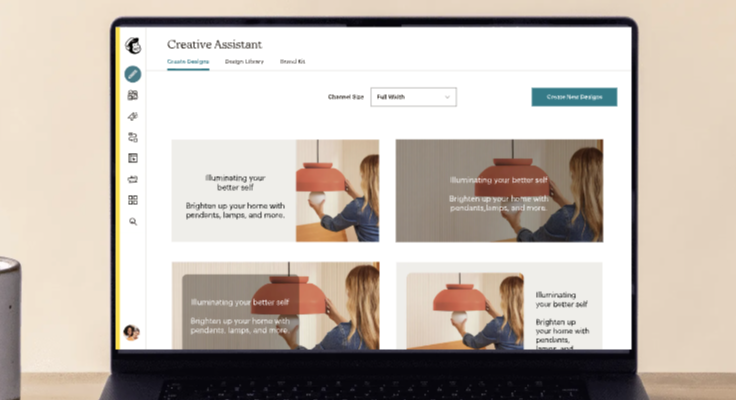 Creative Assistant
Create Designs Design Library Brand Kit
Channel Size Full Width Create New Designs
Illuminating your
better self
Brighten up your home with
pendants, lamps, and more.
Illuminating your better self
Brighten up your home with
pendants, lamps, and more.
Illuminating your better self
Brighten up your home with
pendants, lamps, and more.
Illuminating
your better self
Brighten up
your home with
pendants,
lamps, and